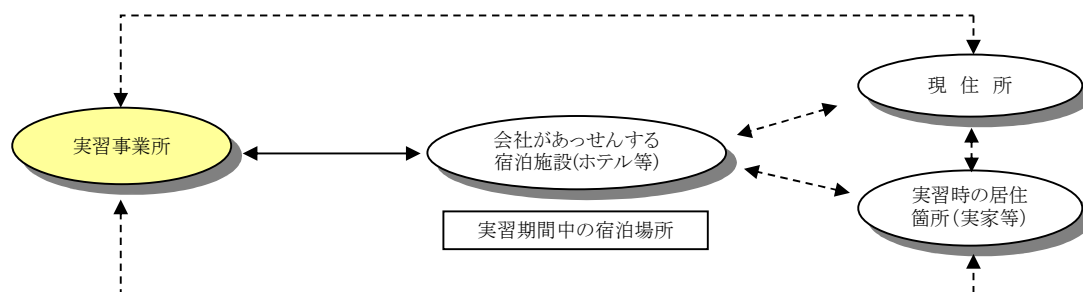 現 住 所
実習事業所
会社があっせんする
宿泊施設(ホテル等)
実習時の居住
箇所(実家等)
実習期間中の宿泊場所